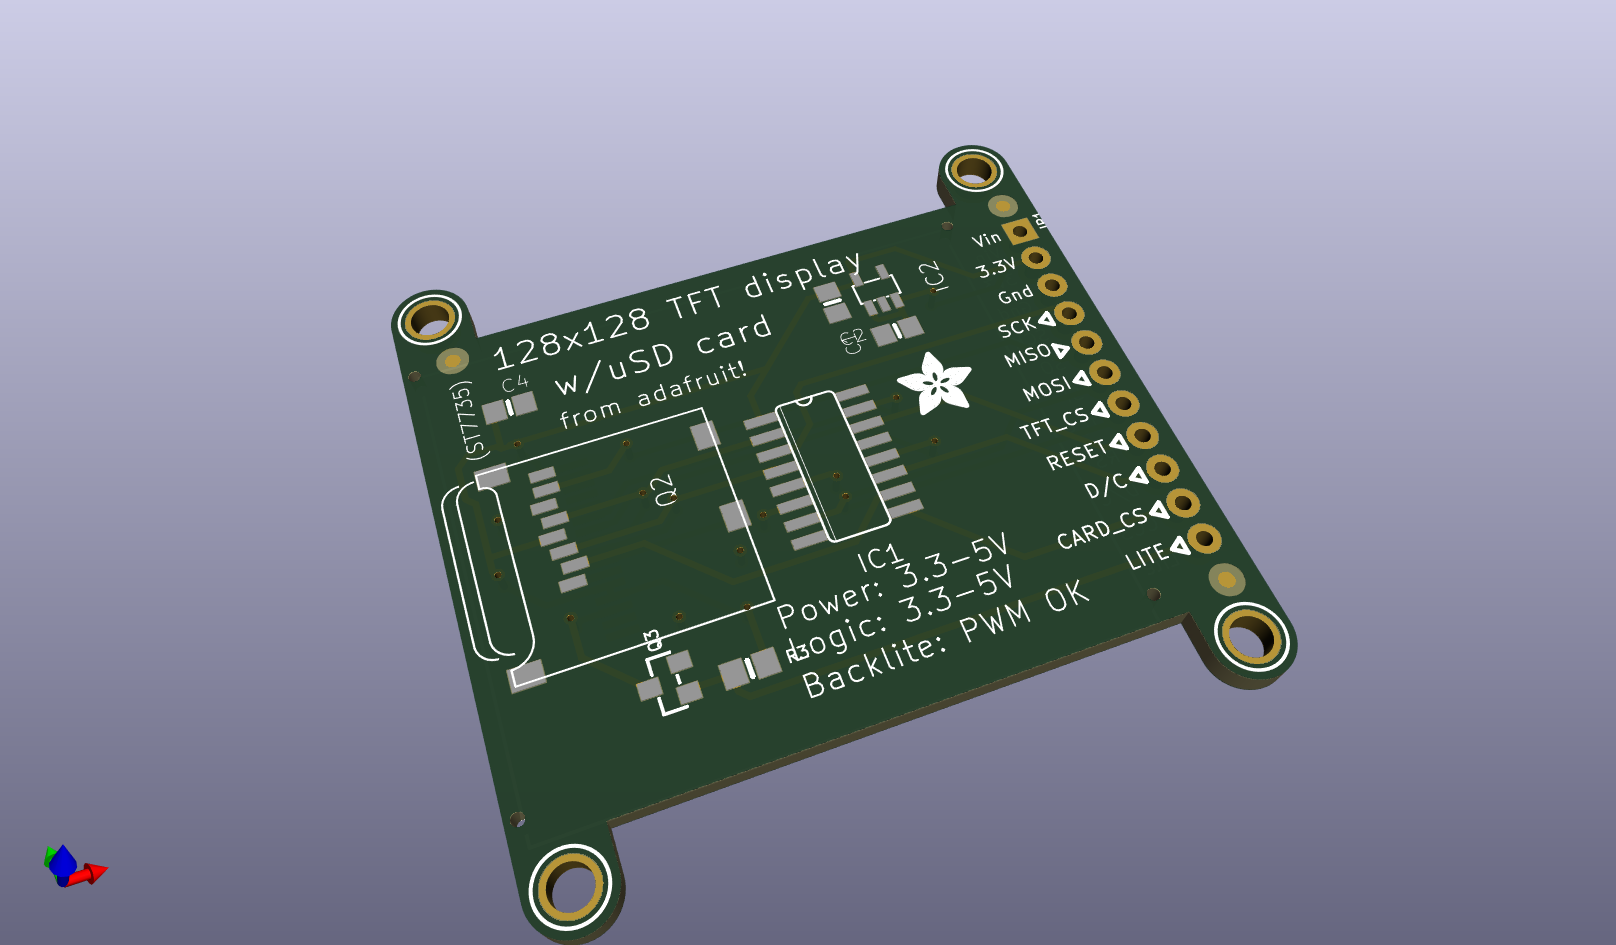 128x128 TFT display
w/uSD card
from adafruit!
(ST7735)
C4
IC2
Vin
3.3V
Gnd
SCK
MISO
MOSI
TFT_CS
RESET
D/C
CARD_CS
LITE
Q2
IC1
Power: 3.3-5V
Logic: 3.3-5V
Backlite: PWM OK
Q3
R3